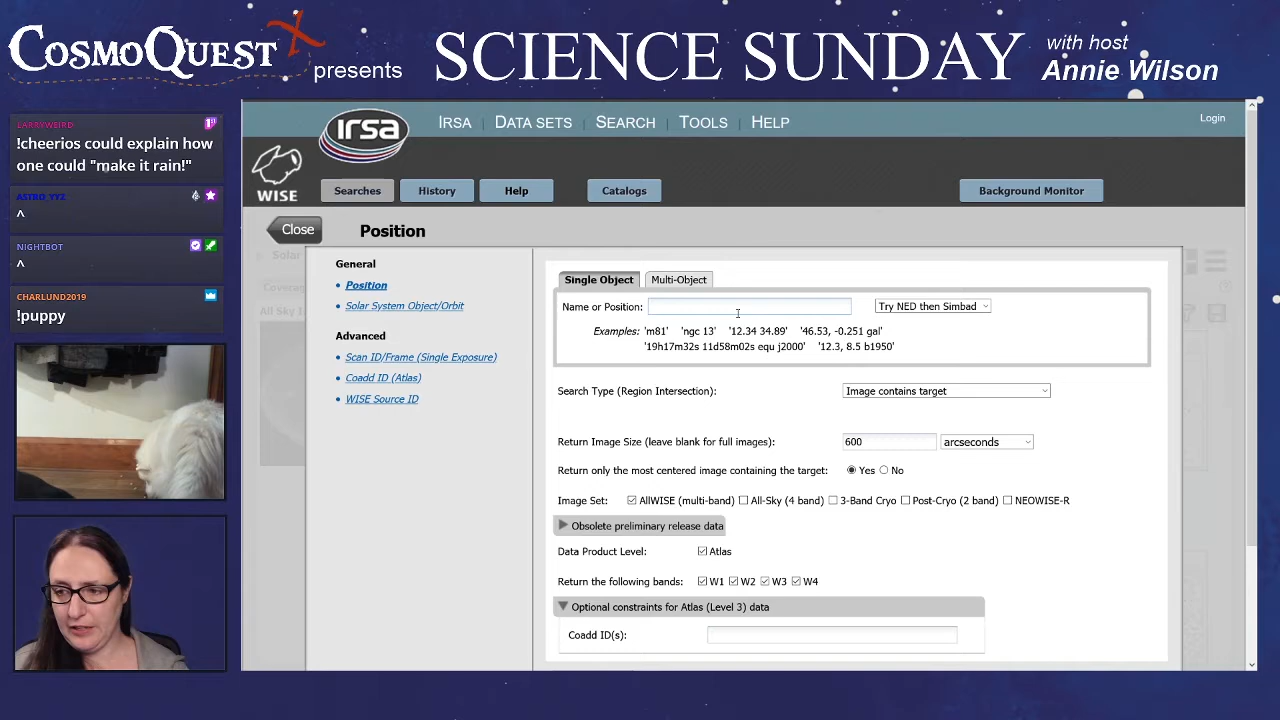 COSMOQUEST X
presents
SCIENCE SUNDAY
with host
Annie Wilson
LARRYWEIRD
!cheerios could explain how
one could "make it rain!"
ASTRO_YYZ
^
NIGHTBOT
^
CHARLUND2019
!puppy
irsa
IRSA
DATA SETS
SEARCH
TOOLS
HELP
Login
WISE
Searches
History
Help
Catalogs
Background Monitor
Close
Position
General
• Position
• Solar System Object/Orbit
Advanced
• Scan ID/Frame (Single Exposure)
• Coadd ID (Atlas)
• WISE Source ID
Single Object
Multi-Object
Name or Position:
Try NED then Simbad
Examples: 'm81' 'ngc 13' '12.34 34.89' '46.53, -0.251 gal'
'19h17m32s 11d58m02s equ j2000' '12.3, 8.5 b1950'
Search Type (Region Intersection): Image contains target
Return Image Size (leave blank for full images): 600 arcseconds
Return only the most centered image containing the target: Yes No
Image Set: AllWISE (multi-band) All-Sky (4 band) 3-Band Cryo Post-Cryo (2 band) NEOWISE-R
Obsolete preliminary release data
Data Product Level: Atlas
Return the following bands: W1 W2 W3 W4
Optional constraints for Atlas (Level 3) data
Coadd ID(s):